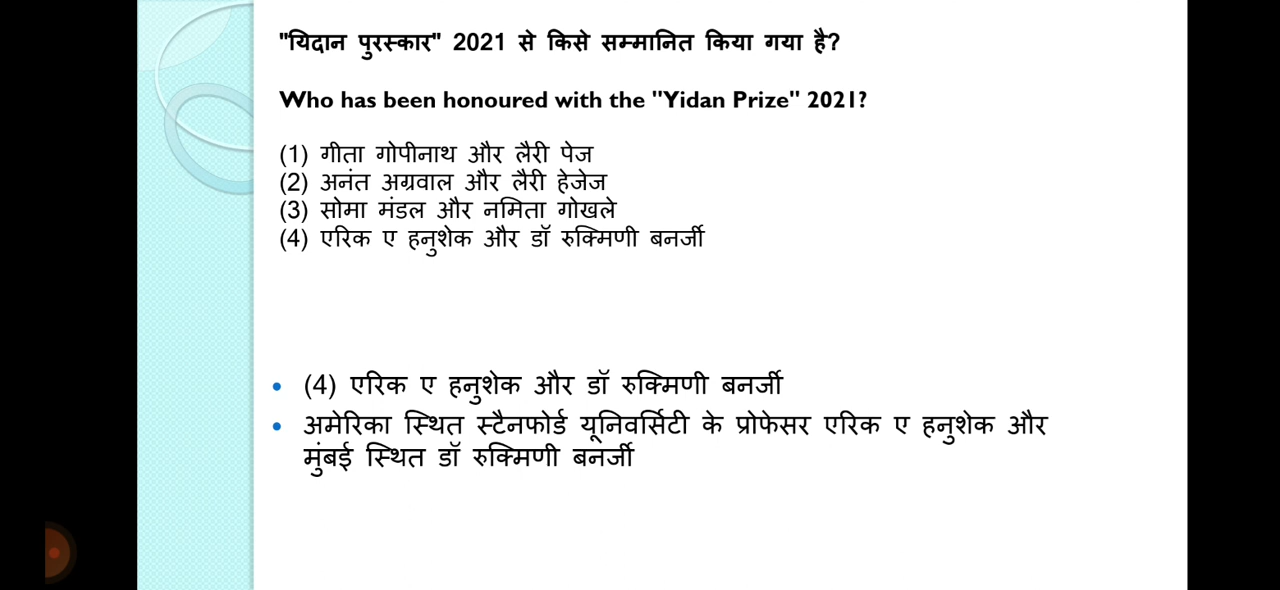 "यिदान पुरस्कार" 2021 से किसे सम्मानित किया गया है?
Who has been honoured with the "Yidan Prize" 2021?
(1) गीता गोपीनाथ और लैरी पेज
(2) अनंत अग्रवाल और लैरी हेजेज
(3) सोमा मंडल और नमिता गोखले
(4) एरिक ए हनुशेक और डॉ रुक्मिणी बनर्जी
• (4) एरिक ए हनुशेक और डॉ रुक्मिणी बनर्जी
• अमेरिका स्थित स्टैनफोर्ड यूनिवर्सिटी के प्रोफेसर एरिक ए हनुशेक और
मुंबई स्थित डॉ रुक्मिणी बनर्जी